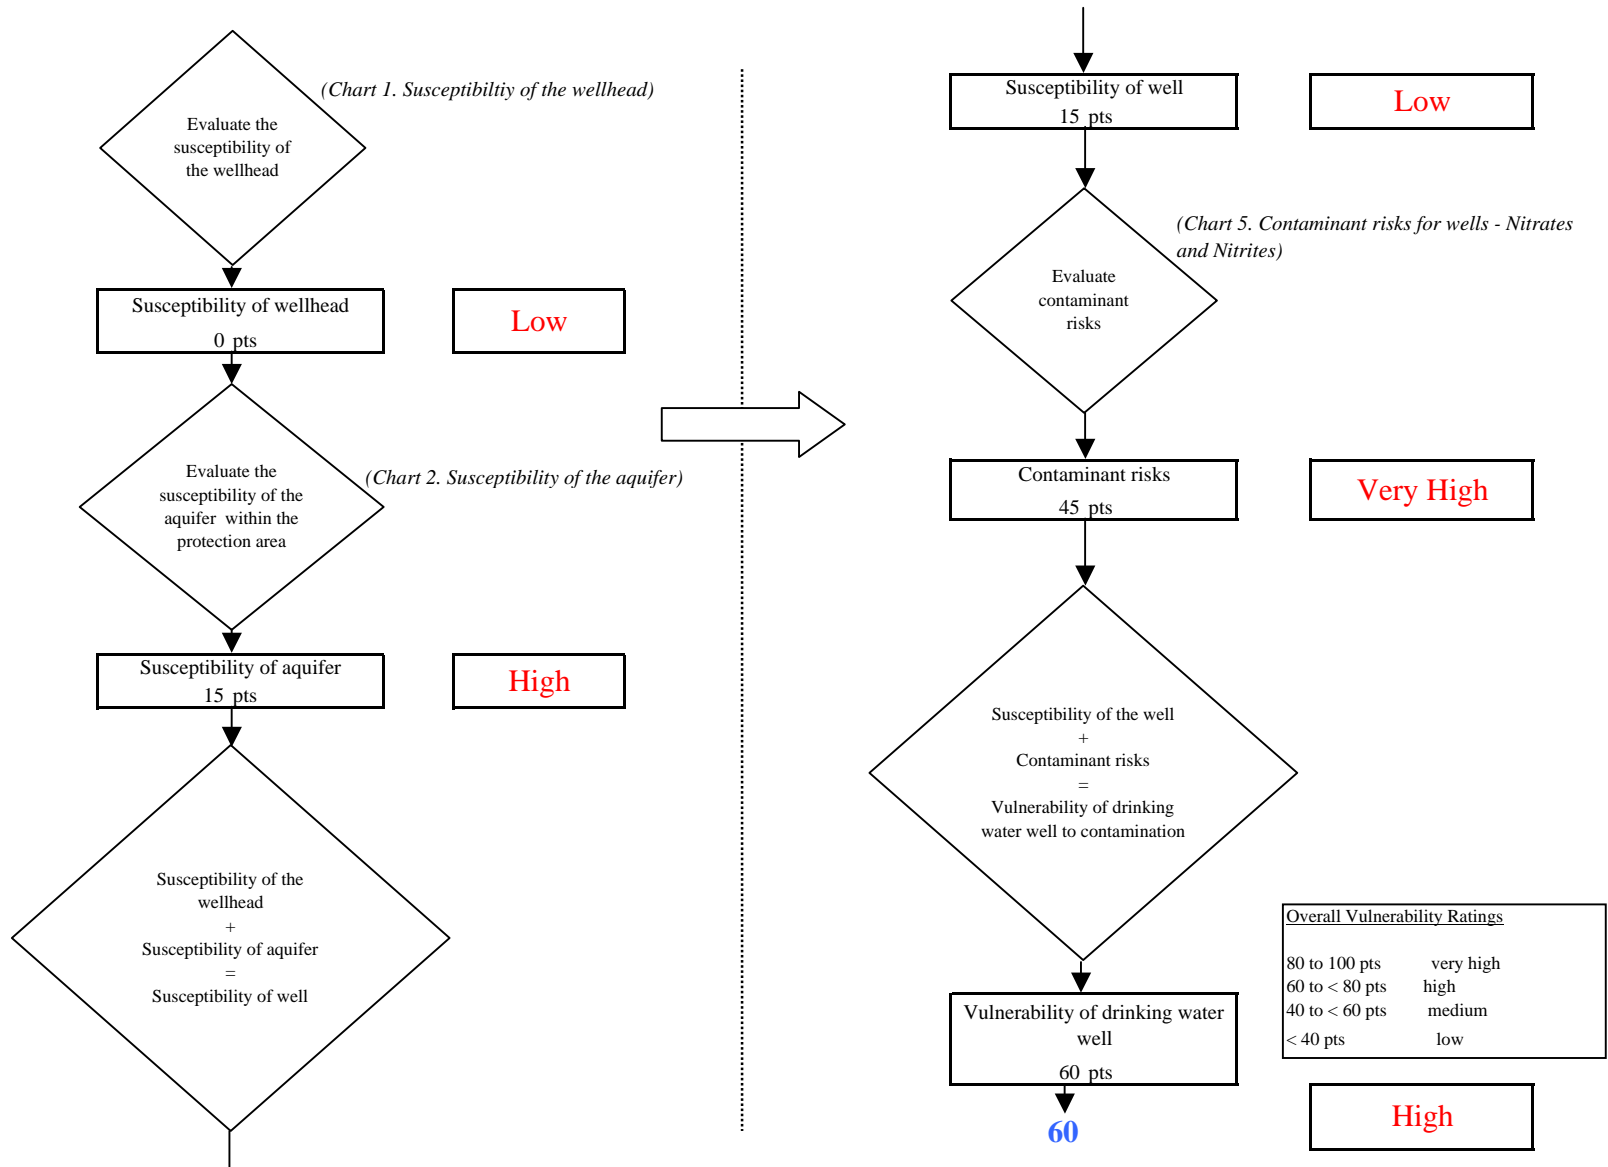 (Chart 1. Susceptibiltiy of the wellhead)
Evaluate the
susceptibility of
the wellhead
Susceptibility of wellhead
0 pts
Low
Evaluate the
susceptibility of the
aquifer within the
protection area
(Chart 2. Susceptibility of the aquifer)
Susceptibility of aquifer
15 pts
High
Susceptibility of the
wellhead
+
Susceptibility of aquifer
=
Susceptibility of well
Susceptibility of well
15 pts
Low
(Chart 5. Contaminant risks for wells - Nitrates
and Nitrites)
Evaluate
contaminant
risks
Contaminant risks
45 pts
Very High
Susceptibility of the well
+
Contaminant risks
=
Vulnerability of drinking
water well to contamination
Overall Vulnerability Ratings
80 to 100 pts very high
60 to < 80 pts high
40 to < 60 pts medium
< 40 pts low
Vulnerability of drinking water
well
60 pts
60
High